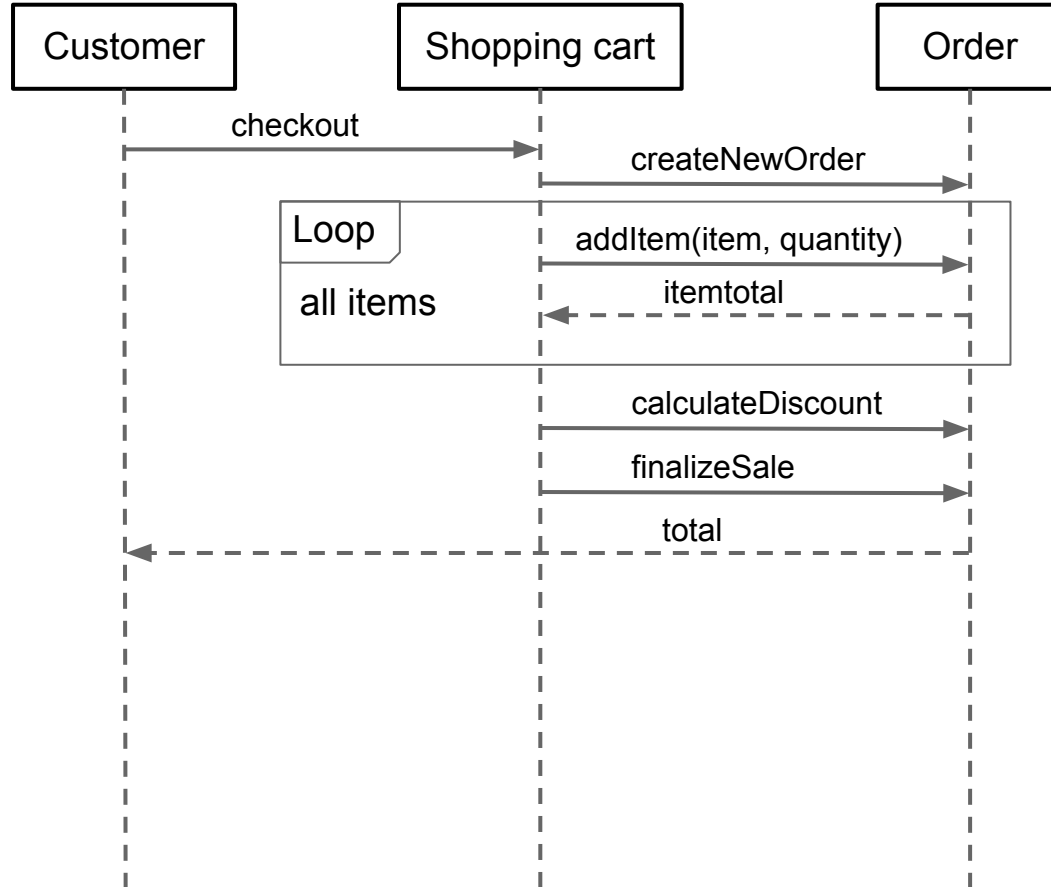 Customer
Shopping cart
Order
checkout
createNewOrder
Loop
addItem(item, quantity)
all items
itemtotal
calculateDiscount
finalizeSale
total